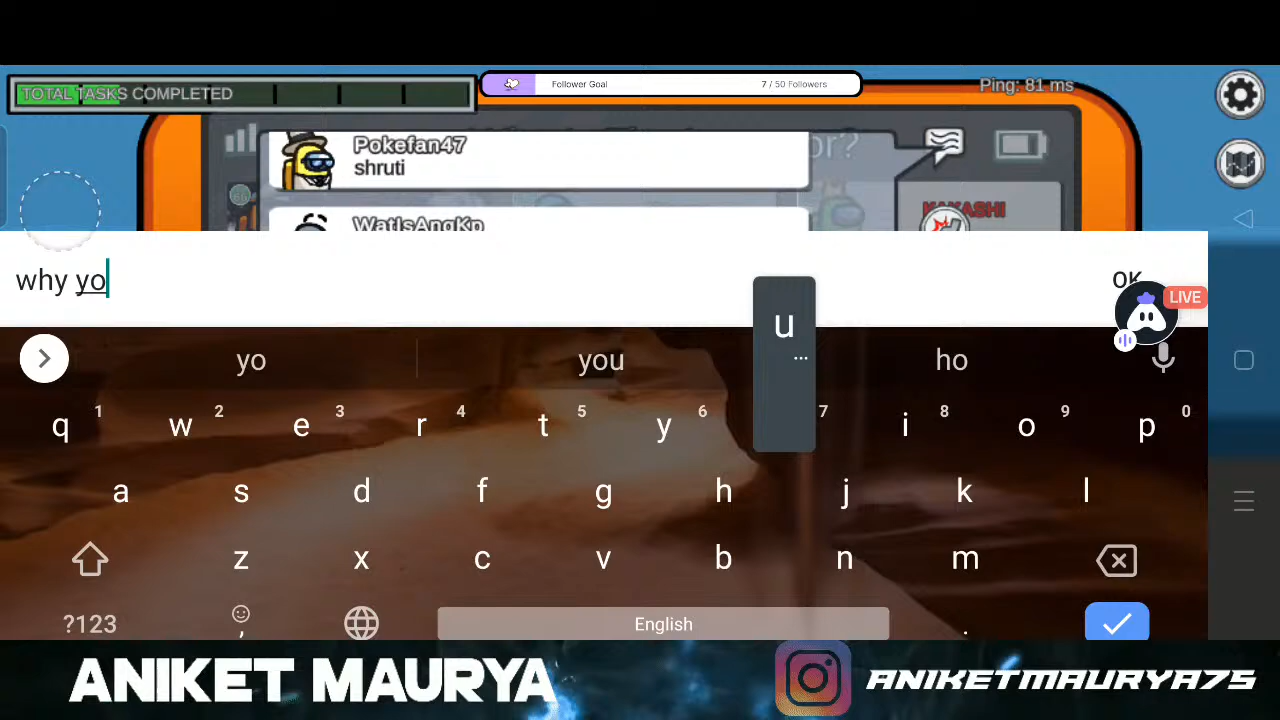 TOTAL TASKS COMPLETED
Follower Goal
7 / 50 Followers
Ping: 81 ms
Pokefan47
shruti
or?
KAKASHI
WatIsAngKp
why yo
OK
LIVE
u
...
yo
you
ho
q 1 w 2 e 3 r 4 t 5 y 6 7 i 8 o 9 p 0
a s d f g h j k l
z x c v b n m
?123 , English .
ANIKET MAURYA
ANIKETMAURYA75